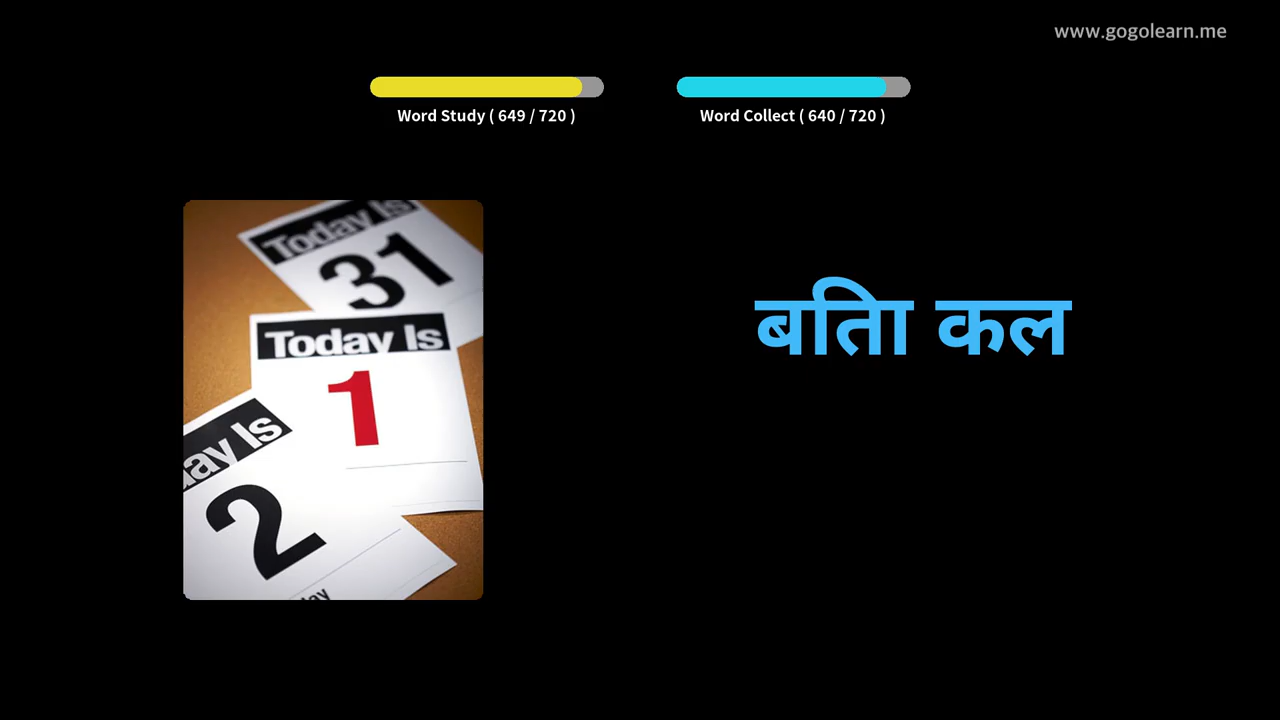 www.gogolearn.me
Word Study ( 649 / 720 )
Word Collect ( 640 / 720 )
Today Is
31
Today Is
1
ay Is
2
बतिा कल